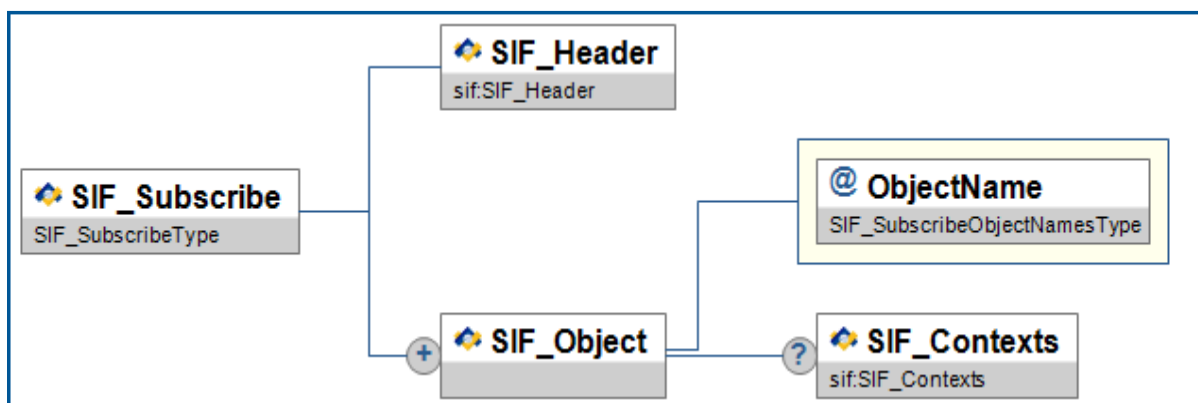 SIF_Header
sif:SIF_Header
SIF_Subscribe
SIF_SubscribeType
@ ObjectName
SIF_SubscribeObjectNamesType
+ SIF_Object
? SIF_Contexts
sif:SIF_Contexts